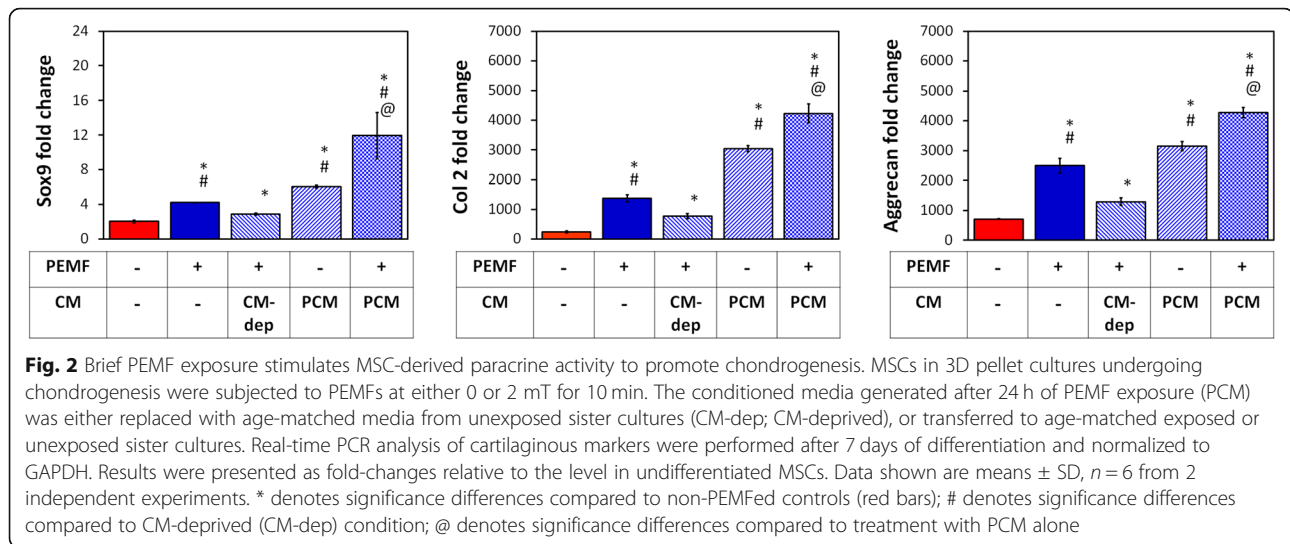 24
20
16
12
8
4
0
Sox9 fold change
*
#
*
*
#
*
#
@
PEMF - + + - +
CM - - CM-dep PCM PCM
7000
6000
5000
4000
3000
2000
1000
0
Col 2 fold change
*
#
*
*
#
*
#
@
PEMF - + + - +
CM - - CM-dep PCM PCM
7000
6000
5000
4000
3000
2000
1000
0
Aggrecan fold change
*
#
*
*
#
*
#
@
PEMF - + + - +
CM - - CM-dep PCM PCM
Fig. 2 Brief PEMF exposure stimulates MSC-derived paracrine activity to promote chondrogenesis. MSCs in 3D pellet cultures undergoing
chondrogenesis were subjected to PEMFs at either 0 or 2 mT for 10 min. The conditioned media generated after 24 h of PEMF exposure (PCM)
was either replaced with age-matched media from unexposed sister cultures (CM-dep; CM-deprived), or transferred to age-matched exposed or
unexposed sister cultures. Real-time PCR analysis of cartilaginous markers were performed after 7 days of differentiation and normalized to
GAPDH. Results were presented as fold-changes relative to the level in undifferentiated MSCs. Data shown are means ± SD, n = 6 from 2
independent experiments. * denotes significance differences compared to non-PEMFed controls (red bars); # denotes significance differences
compared to CM-deprived (CM-dep) condition; @ denotes significance differences compared to treatment with PCM alone